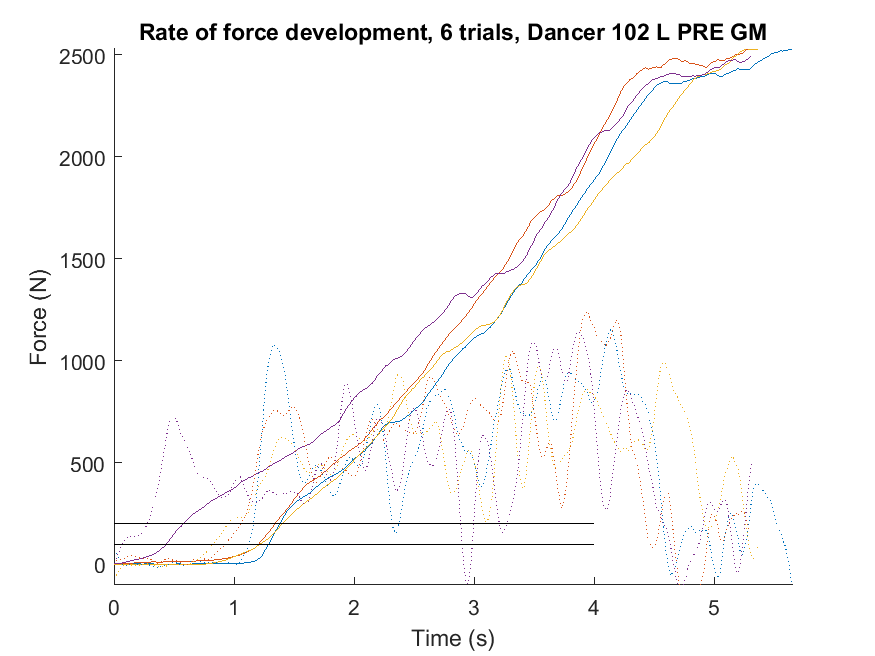 Rate of force development, 6 trials, Dancer 102 L PRE GM
2500
2000
1500
1000
500
0
Force (N)
0 1 2 3 4 5
Time (s)